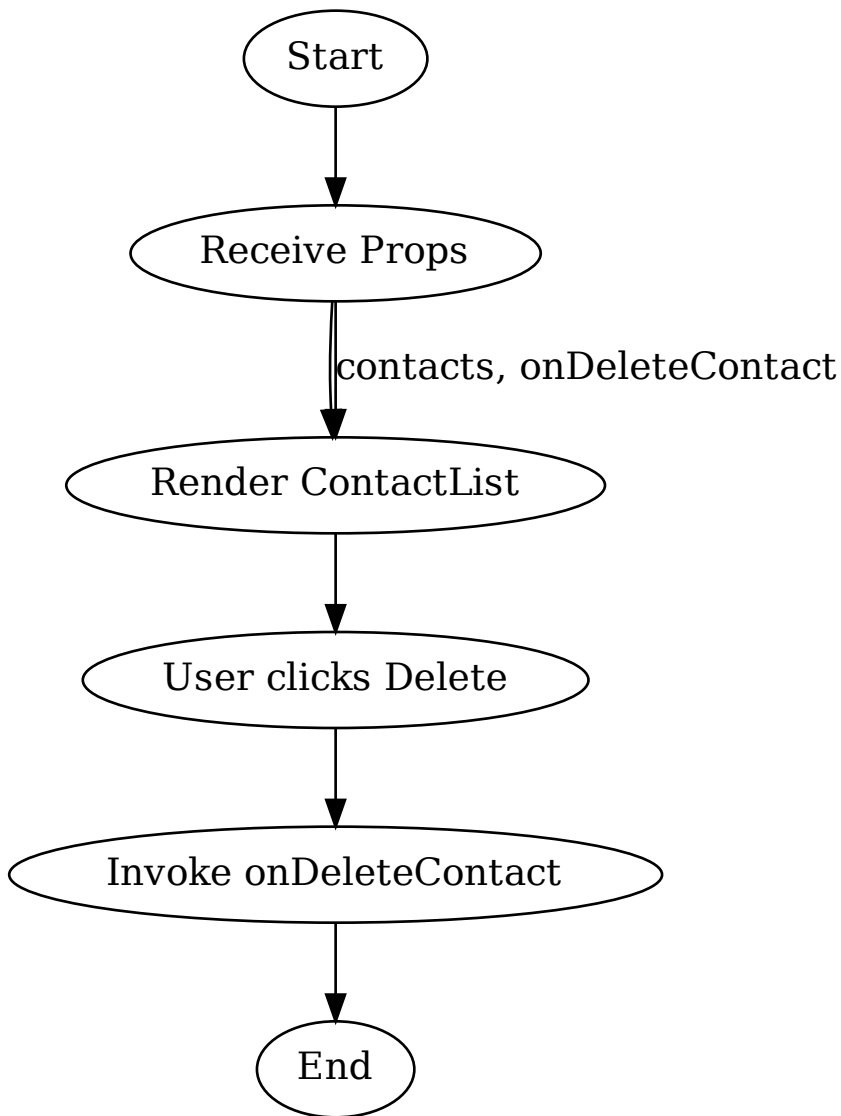 Start
Receive Props
contacts, onDeleteContact
Render ContactList
User clicks Delete
Invoke onDeleteContact
End